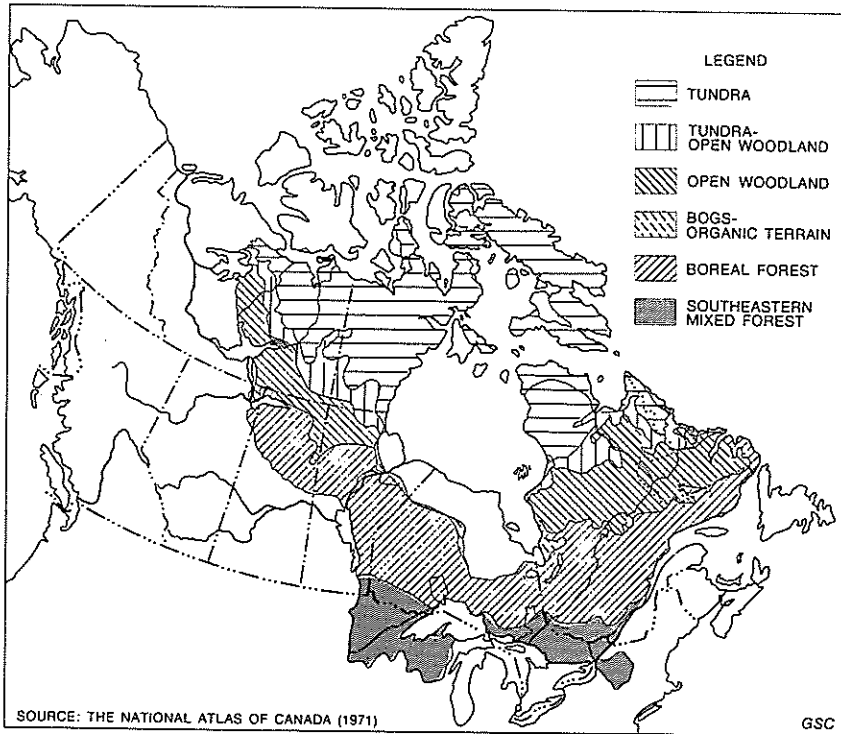 LEGEND
TUNDRA
TUNDRA-
OPEN WOODLAND
OPEN WOODLAND
BOGS-
ORGANIC TERRAIN
BOREAL FOREST
SOUTHEASTERN
MIXED FOREST
SOURCE: THE NATIONAL ATLAS OF CANADA (1971)
GSC